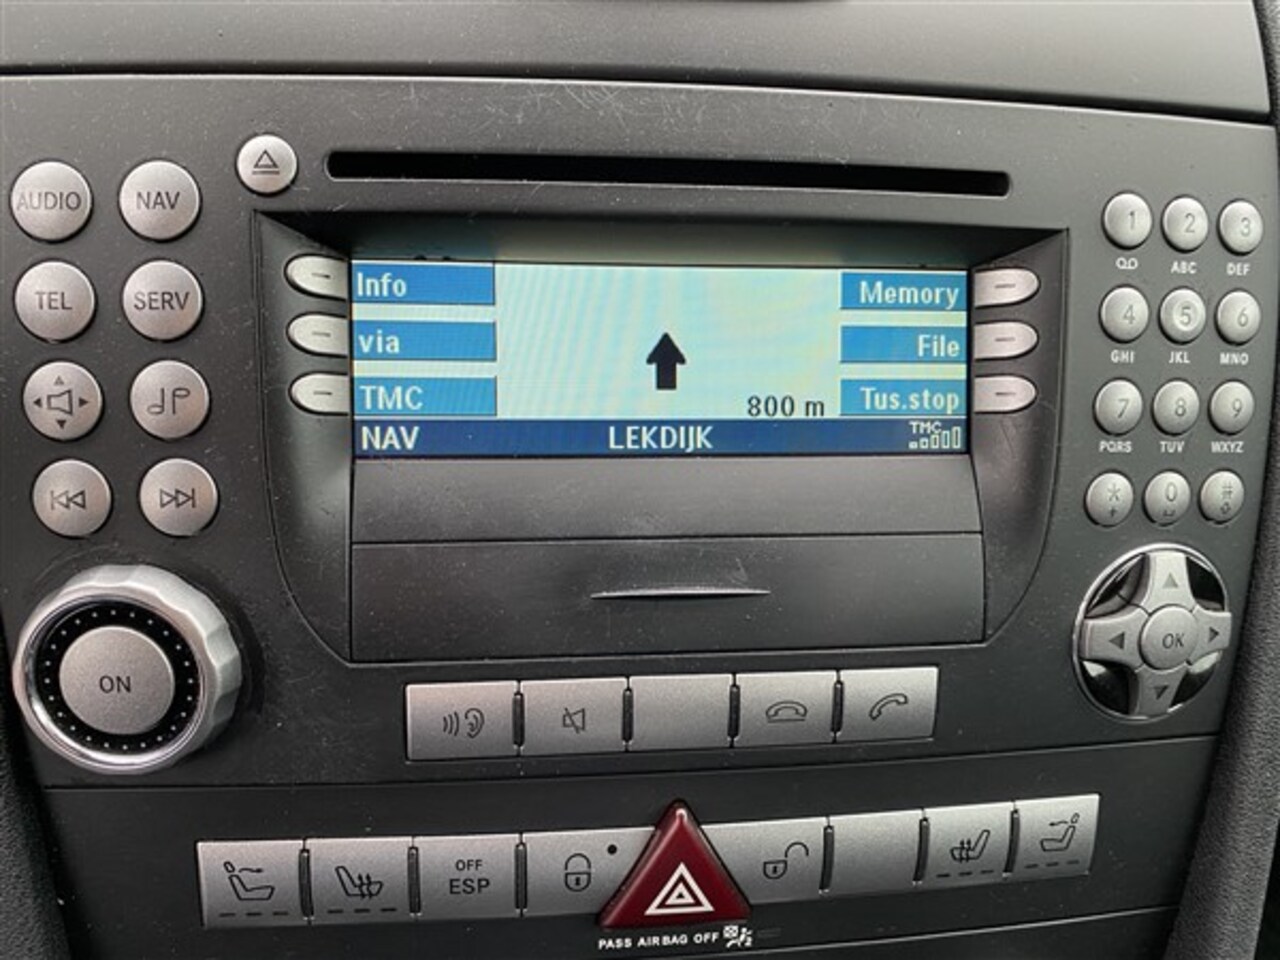 AUDIO NAV
TEL SERV
ON
Info
via
TMC
Memory
File
Tus.stop
800 m
NAV LEKDIJK TMC
1 2 3
ABC DEF
4 5 6
GHI JKL MNO
7 8 9
PQRS TUV WXYZ
* 0 #
+
OK
OFF
ESP
PASS AIRBAG OFF